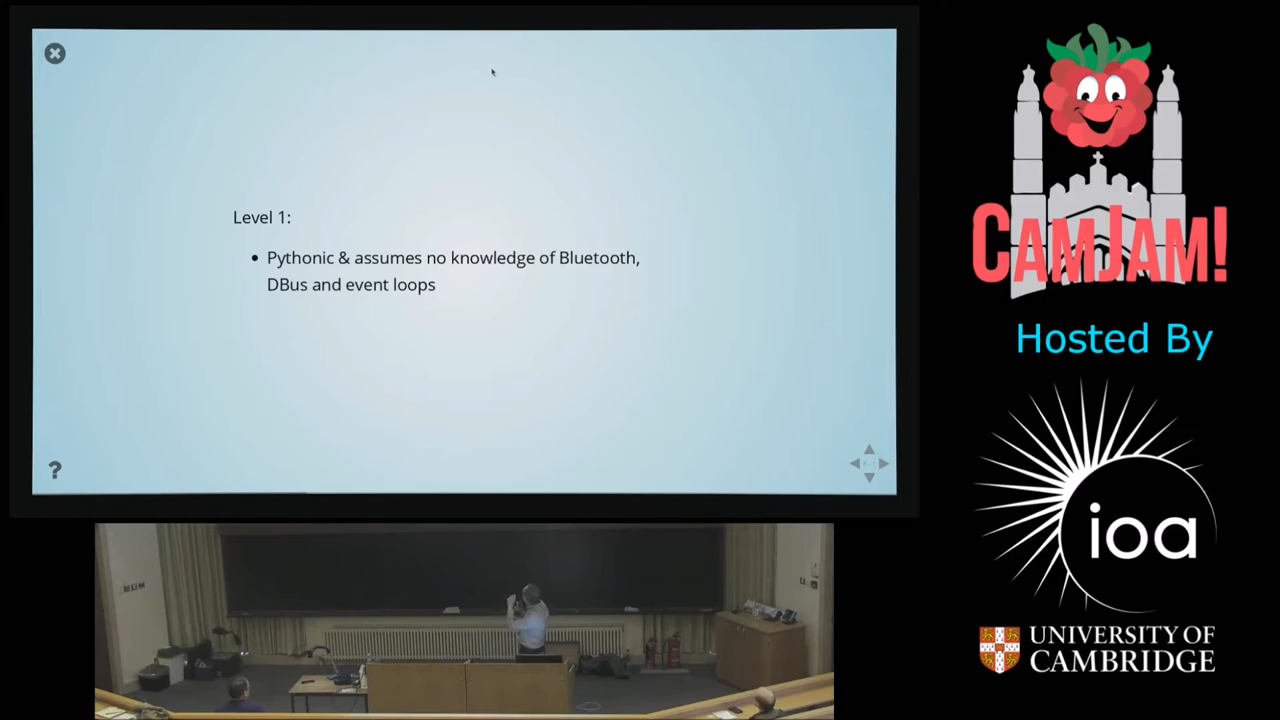 Level 1:
• Pythonic & assumes no knowledge of Bluetooth,
DBus and event loops
?
CAMJAM!
Hosted By
ioa
UNIVERSITY OF
CAMBRIDGE